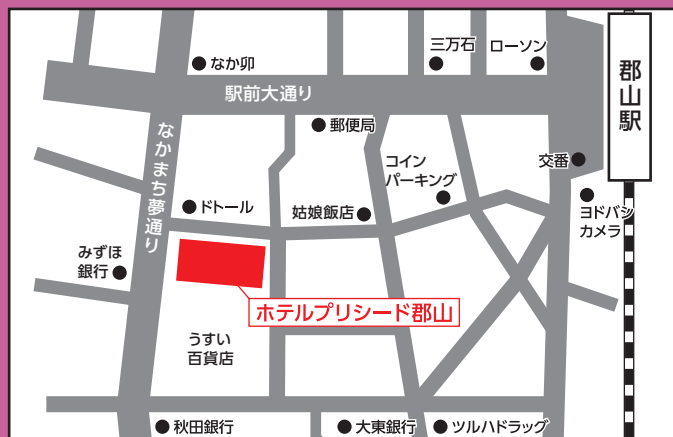 三万石
ローソン
なか卯
郡山駅
駅前大通り
郵便局
なかまち夢通り
コイン
パーキング
交番
ドトール
姑娘飯店
ヨドバシ
カメラ
みずほ
銀行
ホテルプリシード郡山
うすい
百貨店
秋田銀行
大東銀行
ツルハドラッグ